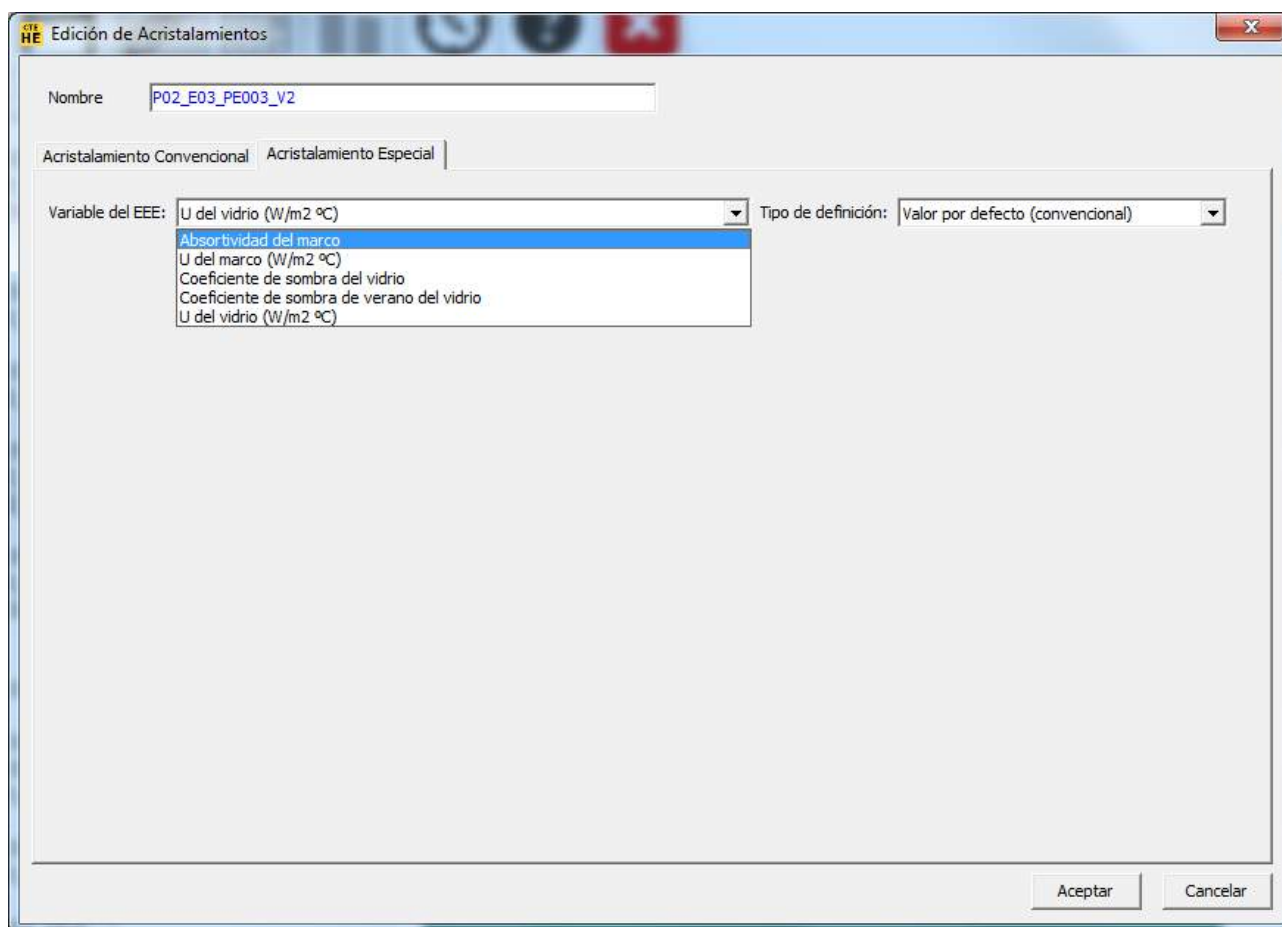 CTE
HE Edición de Acristalamientos
Nombre P02_E03_PE003_V2
Acristalamiento Convencional Acristalamiento Especial
Variable del EEE: U del vidrio (W/m2 ºC) Tipo de definición: Valor por defecto (convencional)
Absortividad del marco
U del marco (W/m2 ºC)
Coeficiente de sombra del vidrio
Coeficiente de sombra de verano del vidrio
U del vidrio (W/m2 ºC)
Aceptar Cancelar